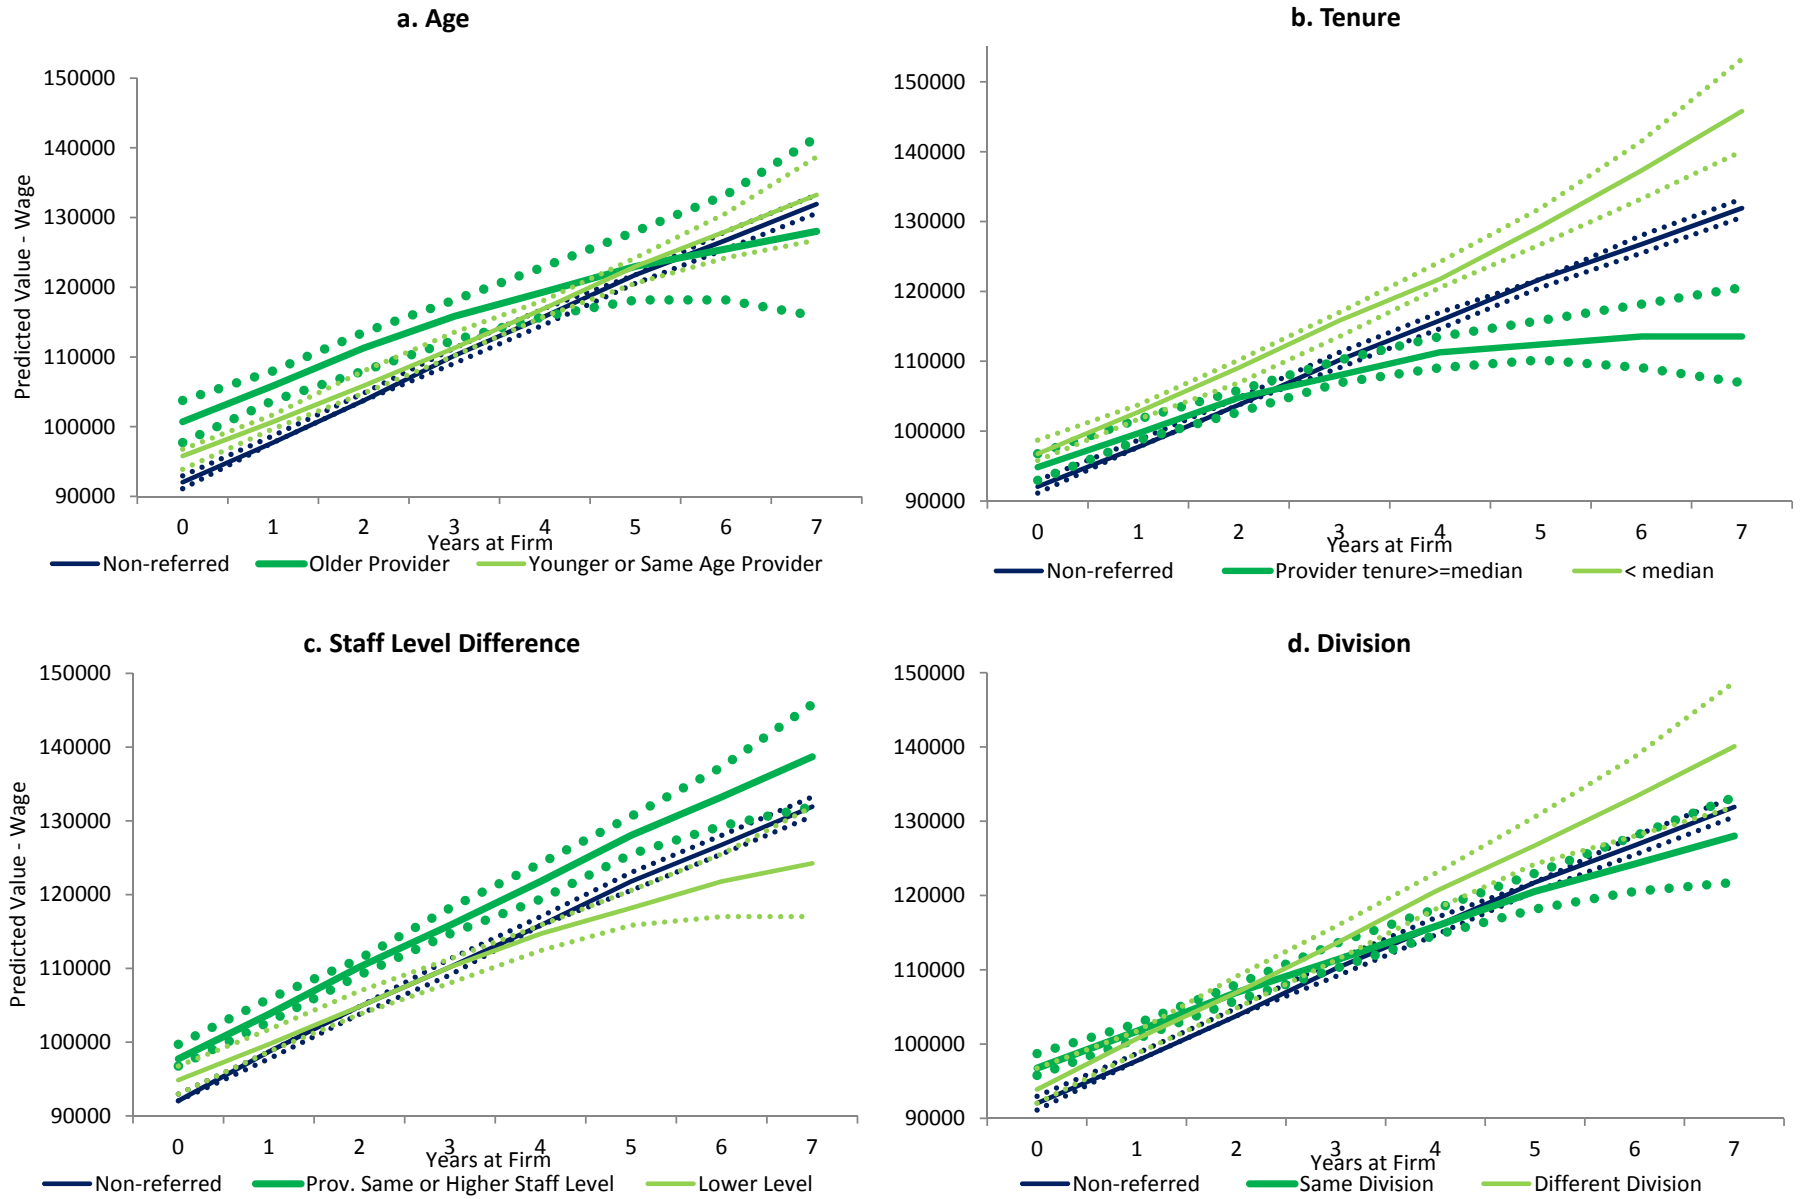 a. Age
Predicted Value - Wage
150000
140000
130000
120000
110000
100000
90000
0 1 2 3 4 5 6 7
Years at Firm
Non-referred Older Provider Younger or Same Age Provider
b. Tenure
150000
140000
130000
120000
110000
100000
90000
0 1 2 3 4 5 6 7
Years at Firm
Non-referred Provider tenure>=median < median
c. Staff Level Difference
Predicted Value - Wage
150000
140000
130000
120000
110000
100000
90000
0 1 2 3 4 5 6 7
Years at Firm
Non-referred Prov. Same or Higher Staff Level Lower Level
d. Division
150000
140000
130000
120000
110000
100000
90000
0 1 2 3 4 5 6 7
Years at Firm
Non-referred Same Division Different Division